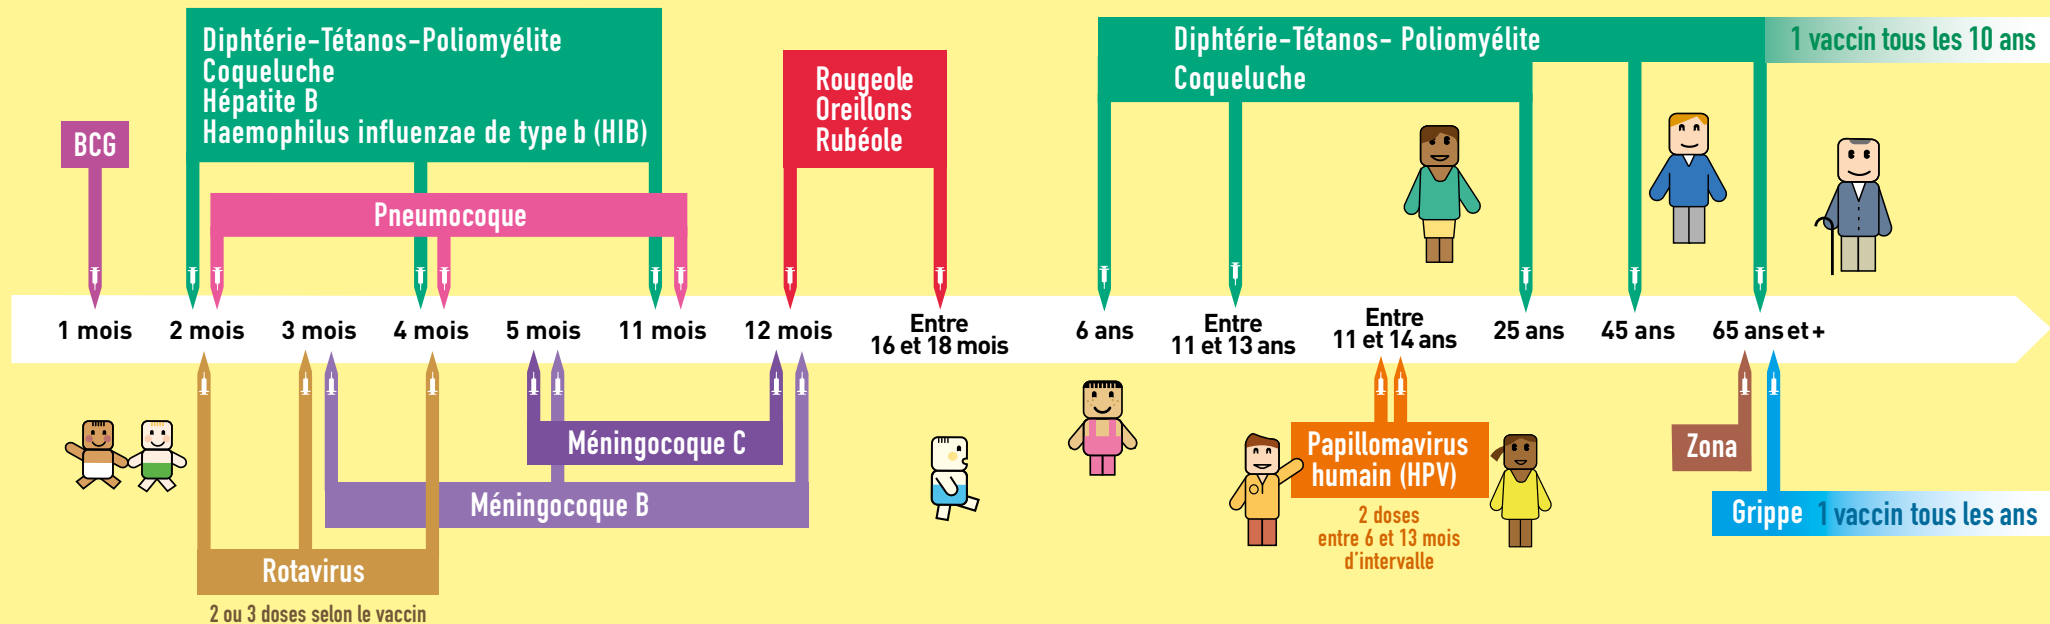 Diphtérie-Tétanos-Poliomyélite
Coqueluche
Hépatite B
Haemophilus influenzae de type b (HIB)
BCG
Pneumocoque
Rougeole
Oreillons
Rubéole
Diphtérie-Tétanos- Poliomyélite
Coqueluche
1 vaccin tous les 10 ans
1 mois
2 mois
3 mois
4 mois
5 mois
11 mois
12 mois
Entre
16 et 18 mois
6 ans
Entre
11 et 13 ans
Entre
11 et 14 ans
25 ans
45 ans
65 ans et +
Méningocoque C
Méningocoque B
Rotavirus
2 ou 3 doses selon le vaccin
Papillomavirus
humain (HPV)
2 doses
entre 6 et 13 mois
d'intervalle
Zona
Grippe 1 vaccin tous les ans